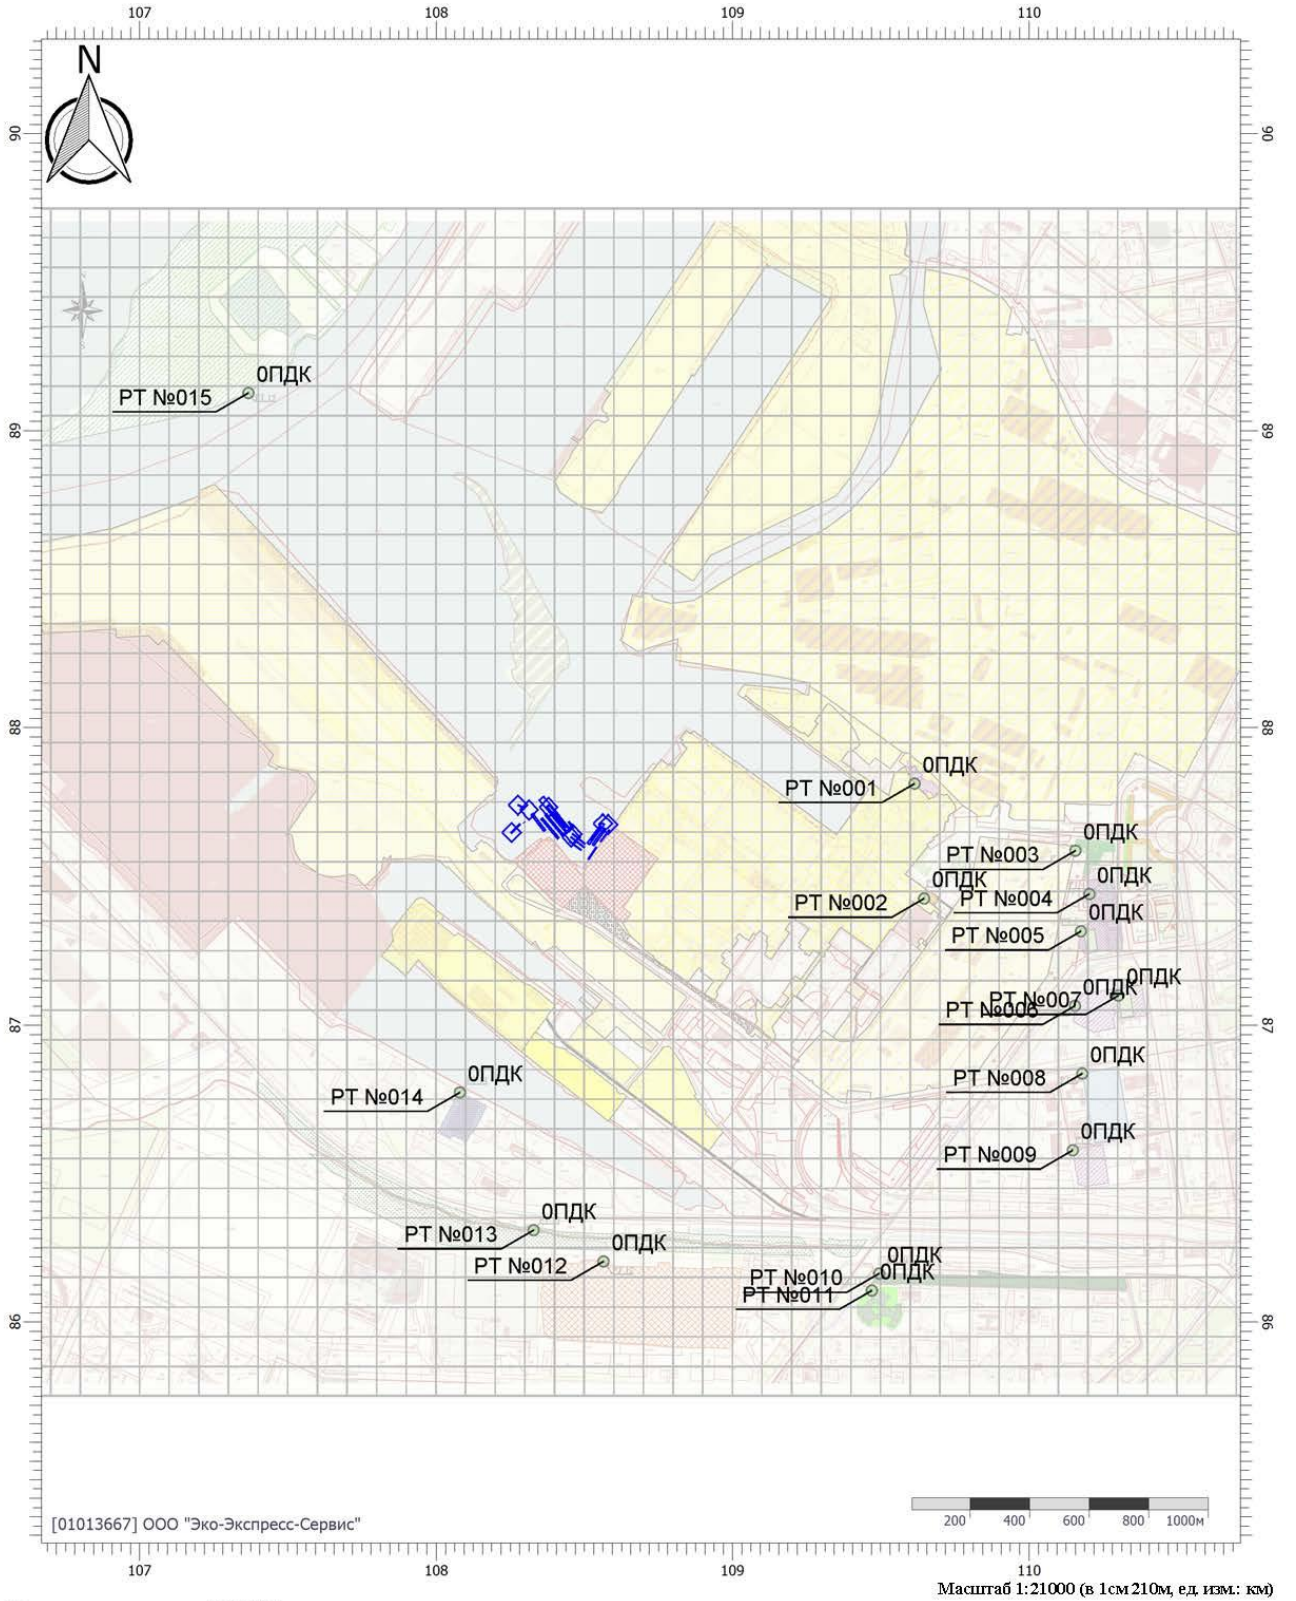 107 108 109 110
N
90 90
0ПДК
РТ №015
89 89
88 88
0ПДК
РТ №001
0ПДК
РТ №003
0ПДК
РТ №004
0ПДК
РТ №002
0ПДК
РТ №005
0ПДК
РТ №007
0ПДК
РТ №006
87 87
0ПДК
РТ №008
0ПДК
РТ №014
0ПДК
РТ №009
0ПДК
РТ №013
0ПДК
РТ №012
0ПДК
РТ №010
0ПДК
РТ №011
86 86
[01013667] ООО "Эко-Экспресс-Сервис"
200 400 600 800 1000м
107 108 109 110
Масштаб 1:21000 (в 1см 210м, ед. изм.: км)